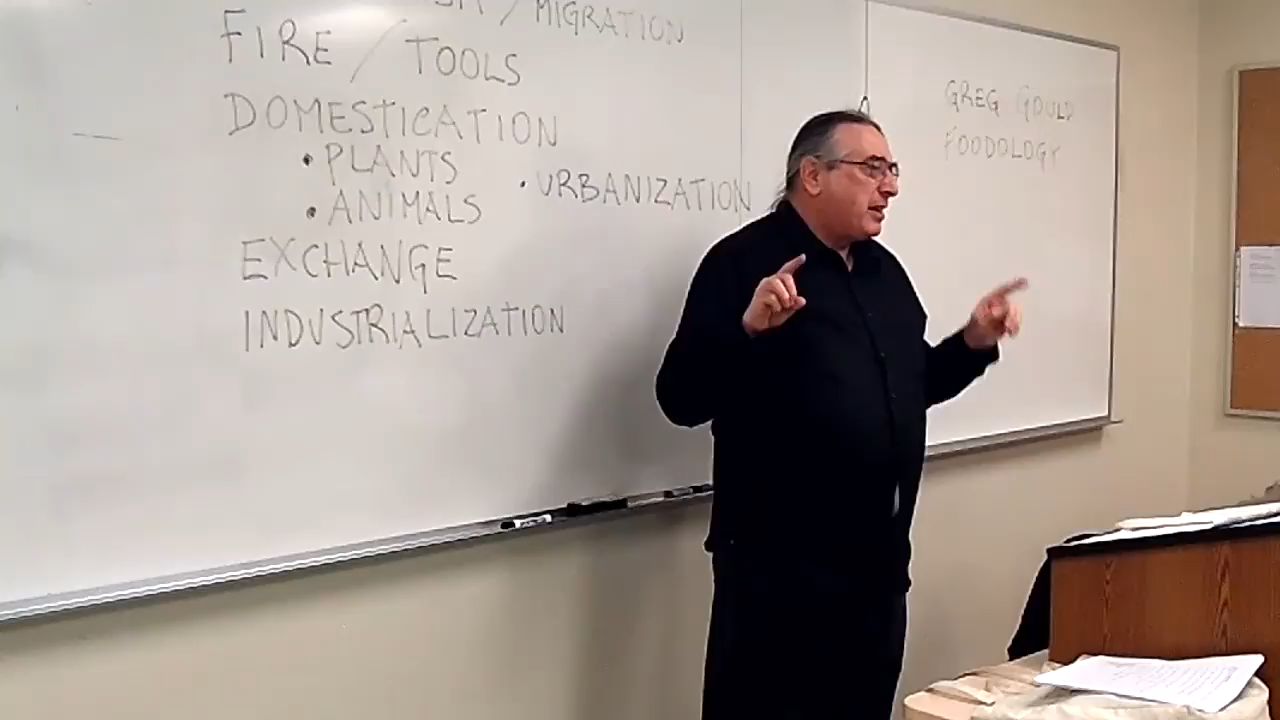 / MIGRATION
FIRE / TOOLS
DOMESTICATION
• PLANTS
• URBANIZATION
• ANIMALS
EXCHANGE
INDUSTRIALIZATION
GREG GOULD
FOODOLOGY